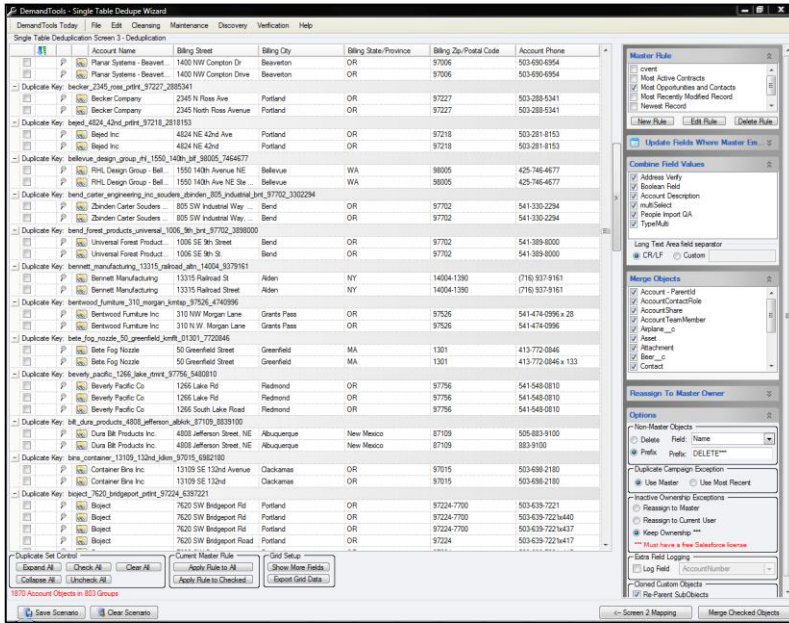 DemandTools - Single Table Dedupe Wizard
DemandTools Today File Edit Cleansing Maintenance Discovery Verification Help
Single Table Deduplication Screen 3 - Deduplication
Account Name Billing Street Billing City Billing State/Province Billing Zip/Postal Code Account Phone
Planar Systems - Beavert... 1400 NW Compton Dr Beaverton OR 97006 503-690-6954
Planar Systems - Beavert... 1400 NW Compton Drive Beaverton OR 97006 503-690-6954
Duplicate Key: becker_2345_ross_prtlnt_97227_2885341
Becker Company 2345 N Ross Ave Portland OR 97227 503-288-5341
Becker Company 2345 North Ross Avenue Portland OR 97227 503-288-5341
Duplicate Key: bejed_4824_42nd_prtlnt_97218_2818153
Bejed Inc 4824 NE 42nd Ave Portland OR 97218 503-281-8153
Bejed Inc 4824 NE 42nd Portland OR 97218 503-281-8153
Duplicate Key: bellevue_design_group_rhl_1550_140th_blf_98005_7464677
RHL Design Group - Bell... 1550 140th Avenue NE Bellevue WA 98005 425-746-4677
RHL Design Group - Bell... 1550 140th Ave NE Ste ... Bellevue WA 98005 425-746-4677
Duplicate Key: bend_carter_engineering_inc_souders_zbinden_805_industrial_bnt_97702_3302294
Zbinden Carter Souders ... 805 SW Industrial Way ... Bend OR 97702 541-330-2294
Zbinden Carter Souders ... 805 SW Industrial Way, ... Bend OR 97702 541-330-2294
Duplicate Key: bend_forest_products_universal_1006_9th_bnt_97702_3898000
Universal Forest Product... 1006 SE 9th Street Bend OR 97702 541-389-8000
Universal Forest Product... 1006 SE 9th St. Bend OR 97702 541-389-8000
Duplicate Key: bennett_manufacturing_13315_railroad_altn_14004_9379161
Bennett Manufacturing 13315 Railroad St Alden NY 14004-1390 (716) 937-9161
Bennett Manufacturing 13315 Railroad Street Alden NY 14004-1390 (716) 937-9161
Duplicate Key: bentwood_furniture_310_morgan_krntsp_97526_4740996
Bentwood Furniture Inc 310 NW Morgan Lane Grants Pass OR 97526 541-474-0996 x 28
Bentwood Furniture Inc 310 N.W. Morgan Lane Grants Pass OR 97526 541-474-0996
Duplicate Key: bete_fog_nozzle_50_greenfield_krnflt_01301_7720846
Bete Fog Nozzle 50 Greenfield Street Greenfield MA 1301 413-772-0846
Bete Fog Nozzle 50 Greenfield Street Greenfield MA 1301 413-772-0846 x 133
Duplicate Key: beverly_pacific_1266_lake_rtmnt_97756_5480810
Beverly Pacific Co 1266 Lake Rd Redmond OR 97756 541-548-0810
Beverly Pacific Co 1266 Lake Rd Redmond OR 97756 541-548-0810
Beverly Pacific Co 1266 South Lake Road Redmond OR 97756 541-548-0810
Duplicate Key: bilt_dura_products_4808_jefferson_albkrk_87109_8839100
Dura Bilt Products Inc. 4808 Jefferson Street, NE Albuquerque New Mexico 87109 505-883-9100
Dura Bilt Products Inc. 4808 Jefferson Street, NE Albuquerque New Mexico 87109 883-9100
Duplicate Key: bins_container_13109_132nd_kdkm_97015_6982180
Container Bins Inc 13109 SE 132nd Avenue Clackamas OR 97015 503-698-2180
Container Bins Inc 13109 SE 132nd Clackamas OR 97015 503-698-2180
Duplicate Key: bioject_7620_bridgeport_prtlnt_97224_6397221
Bioject 7620 SW Bridgeport Rd Portland OR 97224-7700 503-639-7221
Bioject 7620 SW Bridgeport Rd Portland OR 97224-7700 503-639-7221x440
Bioject 7620 SW Bridgeport Rd Portland OR 97224-7700 503-639-7221x437
Bioject 7620 SW Bridgeport Road Portland OR 97224 503-639-7221x417
Duplicate Set Control
Expand All Check All Clear All
Collapse All Uncheck All
Current Master Rule
Apply Rule to All
Apply Rule to Checked
Grid Setup
Show More Fields
Export Grid Data
1870 Account Objects in 803 Groups
Save Scenario Clear Scenario
<- Screen 2 Mapping Merge Checked Objects
Master Rule
cvent
Most Active Contracts
Most Opportunities and Contacts
Most Recently Modified Record
Newest Record
New Rule Edit Rule Delete Rule
Update Fields Where Master Em...
Combine Field Values
Address Verify
Boolean Field
Account Description
multiSelect
People Import QA
TypeMulti
Long Text Area field separator
CR/LF Custom
Merge Objects
Account - ParentId
AccountContactRole
AccountShare
AccountTeamMember
Airplane__c
Asset
Attachment
Beer__c
Contact
Reassign To Master Owner
Options
Non-Master Objects
Delete Field: Name
Prefix Prefix: DELETE***
Duplicate Campaign Exception
Use Master Use Most Recent
Inactive Ownership Exceptions
Reassign to Master
Reassign to Current User
Keep Ownership ***
*** Must have a free Salesforce license
Extra Field Logging
Log Field AccountNumber
Cloned Custom Objects
Re-Parent SubObjects